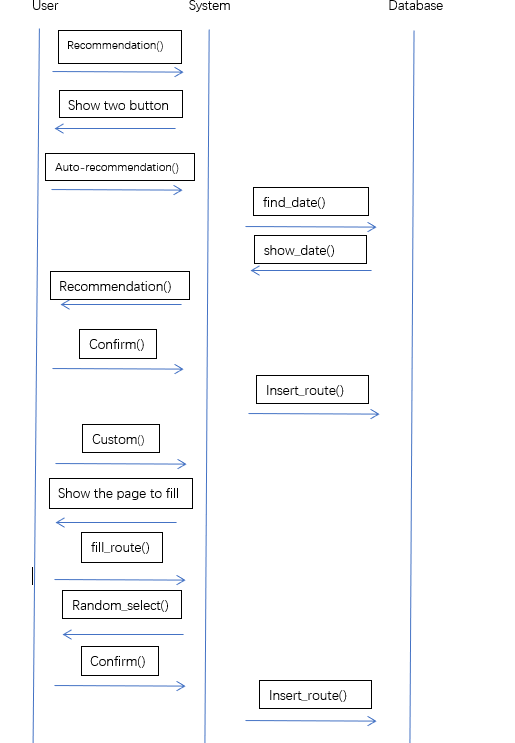 User
System
Database
Recommendation()
Show two button
Auto-recommendation()
find_date()
show_date()
Recommendation()
Confirm()
Insert_route()
Custom()
Show the page to fill
fill_route()
Random_select()
Confirm()
Insert_route()